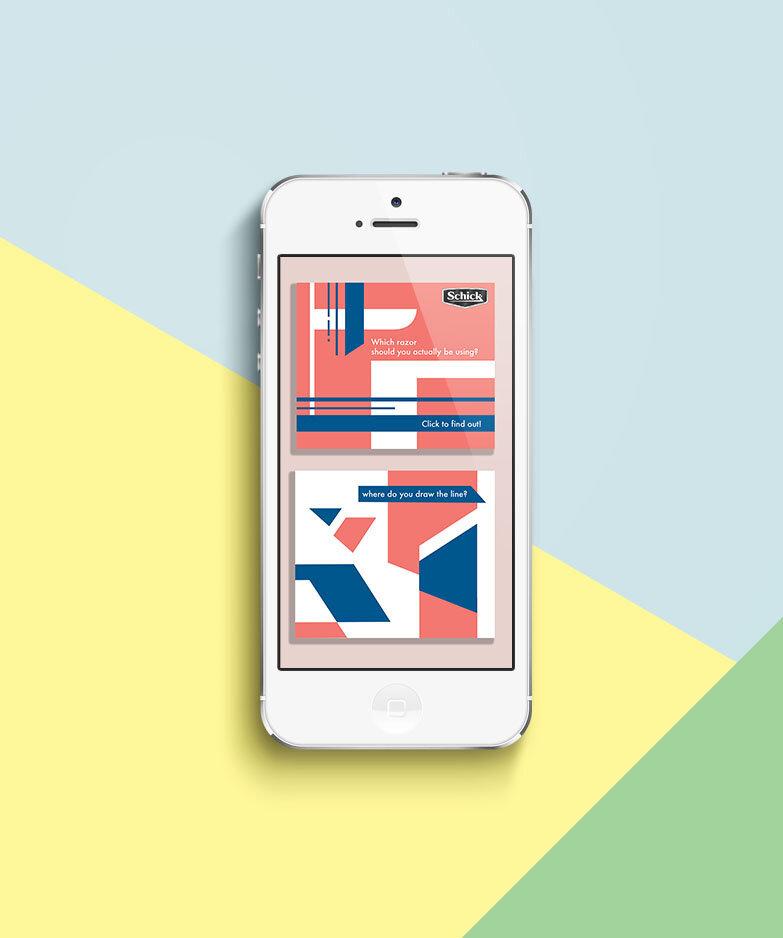 Schick
Which razor
should you actually be using?
Click to find out!
where do you draw the line?